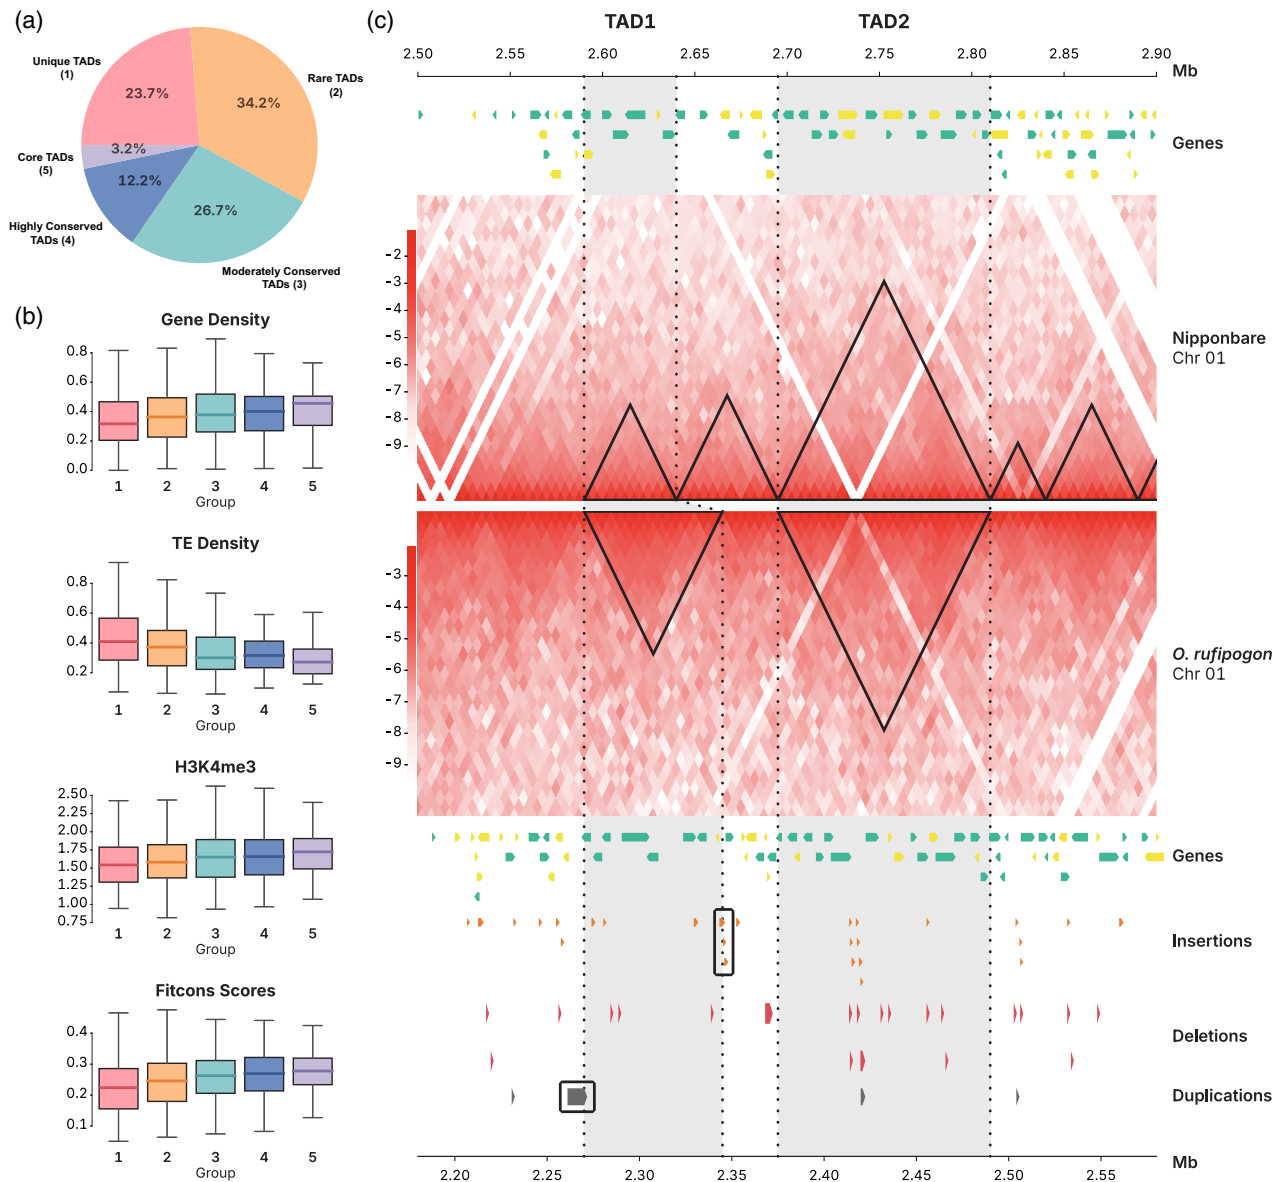 (a)
Unique TADs
(1)
23.7%
Rare TADs
(2)
34.2%
Core TADs
(5)
3.2%
12.2%
Highly Conserved
TADs (4)
26.7%
Moderately Conserved
TADs (3)
(b)
Gene Density
0.8
0.6
0.4
0.2
0.0
1 2 3 4 5
Group
TE Density
0.8
0.6
0.4
0.2
1 2 3 4 5
Group
H3K4me3
2.50
2.25
2.00
1.75
1.50
1.25
1.00
0.75
1 2 3 4 5
Group
Fitcons Scores
0.4
0.3
0.2
0.1
1 2 3 4 5
Group
(c)
TAD1 TAD2
2.50 2.55 2.60 2.65 2.70 2.75 2.80 2.85 2.90
Mb
Genes
-2
-3
-4
-5
-6
-7
-8
-9
Nipponbare
Chr 01
-3
-4
-5
-6
-7
-8
-9
O. rufipogon
Chr 01
Genes
Insertions
Deletions
Duplications
Mb
2.20 2.25 2.30 2.35 2.40 2.45 2.50 2.55